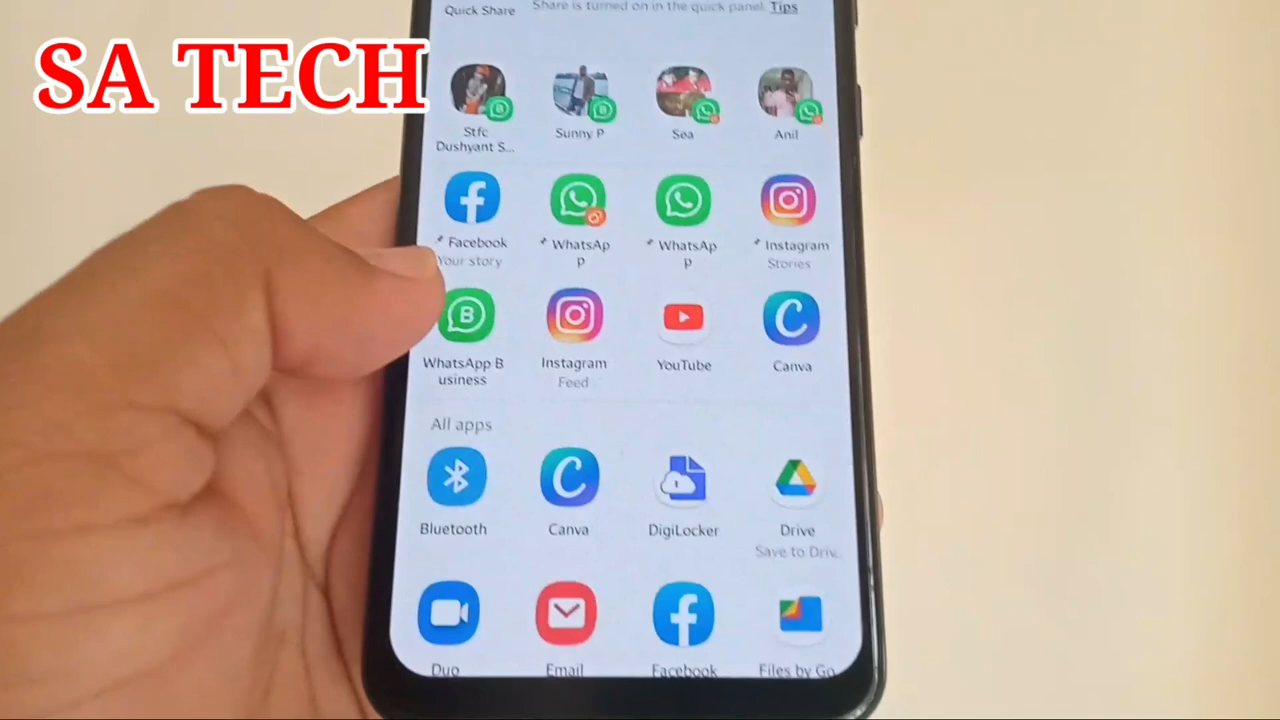 SA TECH
Quick Share
Share is turned on in the quick panel. Tips
Stfc
Dushyant S...
Sunny P
Sea
Anil
Facebook
Your story
WhatsAp
p
WhatsAp
p
Instagram
Stories
B
WhatsApp B
usiness
Instagram
Feed
YouTube
Canva
All apps
Bluetooth
Canva
DigiLocker
Drive
Save to Driv..
Duo
Email
Facebook
Files by Go